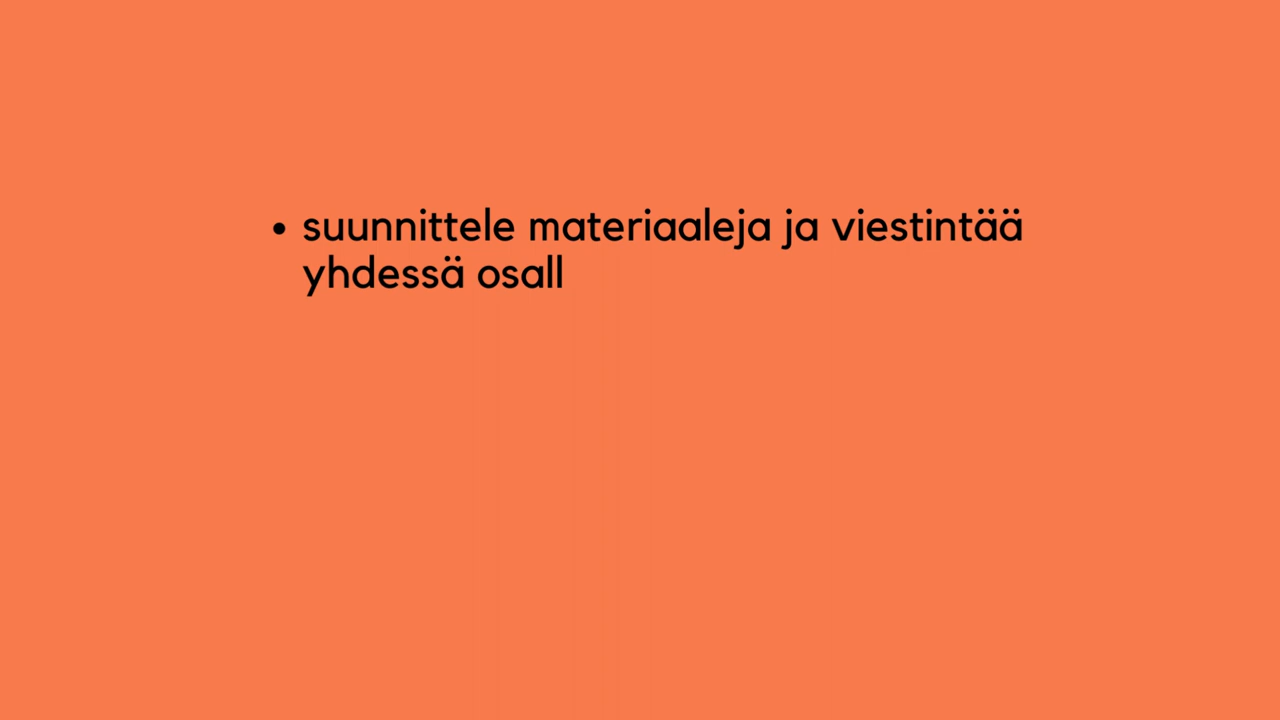 • suunnittele materiaaleja ja viestintää
yhdessä osall